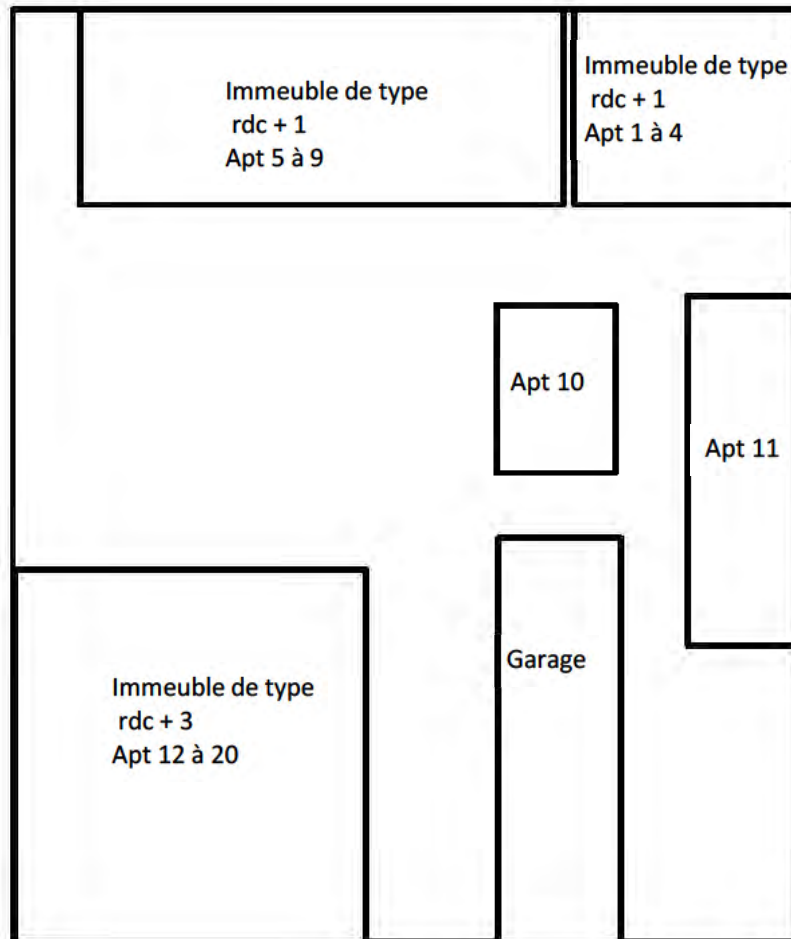 Immeuble de type
rdc + 1
Apt 5 à 9
Immeuble de type
rdc + 1
Apt 1 à 4
Apt 10
Apt 11
Garage
Immeuble de type
rdc + 3
Apt 12 à 20